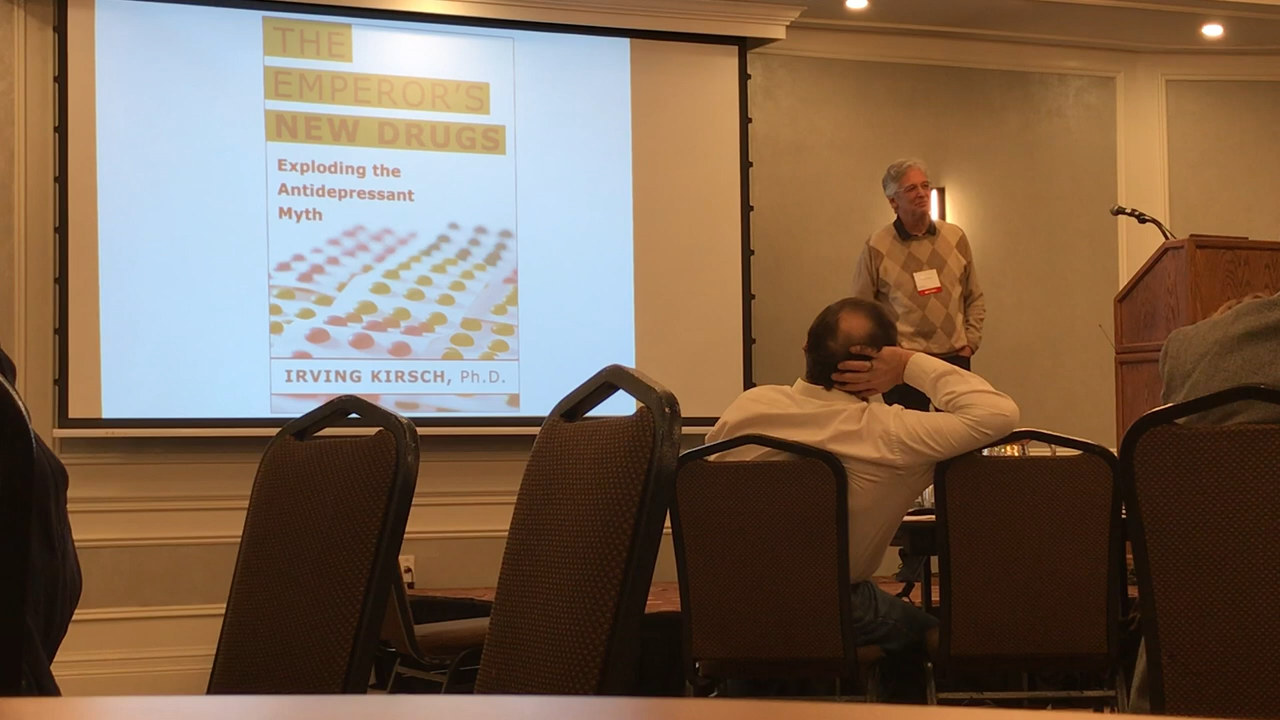 THE
EMPEROR'S
NEW DRUGS
Exploding the
Antidepressant
Myth
IRVING KIRSCH, Ph.D.